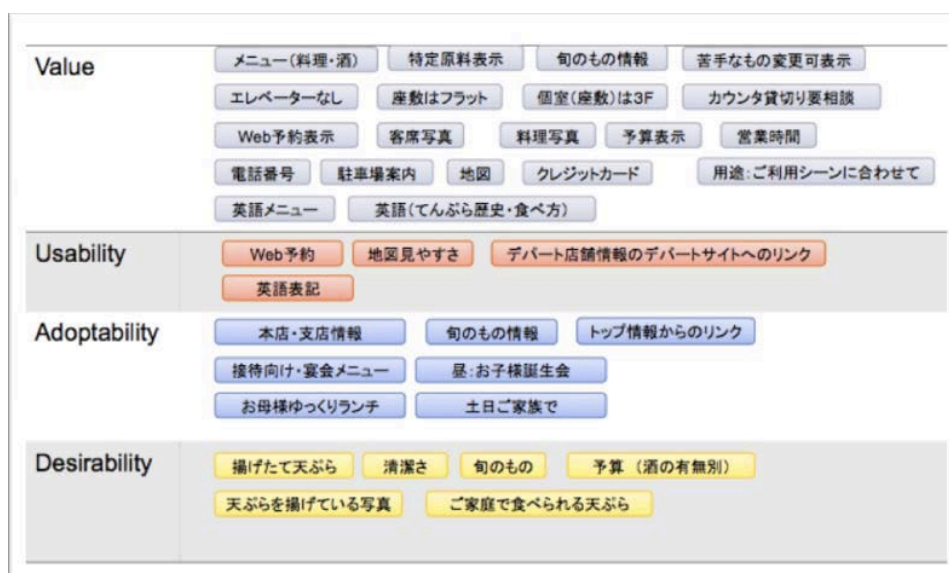 Value
メニュー(料理・酒) 特定原料表示 旬のもの情報 苦手なもの変更可表示
エレベーターなし 座敷はフラット 個室(座敷)は3F カウンタ貸切り要相談
Web予約表示 客席写真 料理写真 予算表示 営業時間
電話番号 駐車場案内 地図 クレジットカード 用途:ご利用シーンに合わせて
英語メニュー 英語(てんぷら歴史・食べ方)
Usability
Web予約 地図見やすさ デパート店舗情報のデパートサイトへのリンク
英語表記
Adoptability
本店・支店情報 旬のもの情報 トップ情報からのリンク
接待向け・宴会メニュー 昼:お子様誕生会
お母様ゆっくりランチ 土日ご家族で
Desirability
揚げたて天ぷら 清潔さ 旬のもの 予算 (酒の有無別)
天ぷらを揚げている写真 ご家庭で食べられる天ぷら